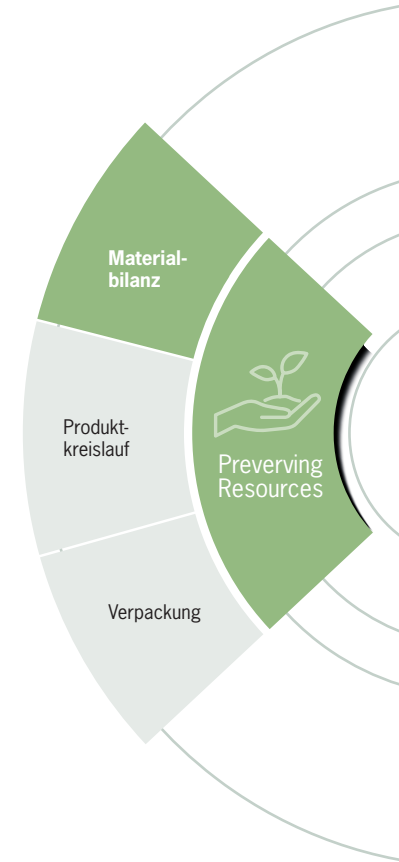 Material-
bilanz
Produkt-
kreislauf
Preverving
Resources
Verpackung